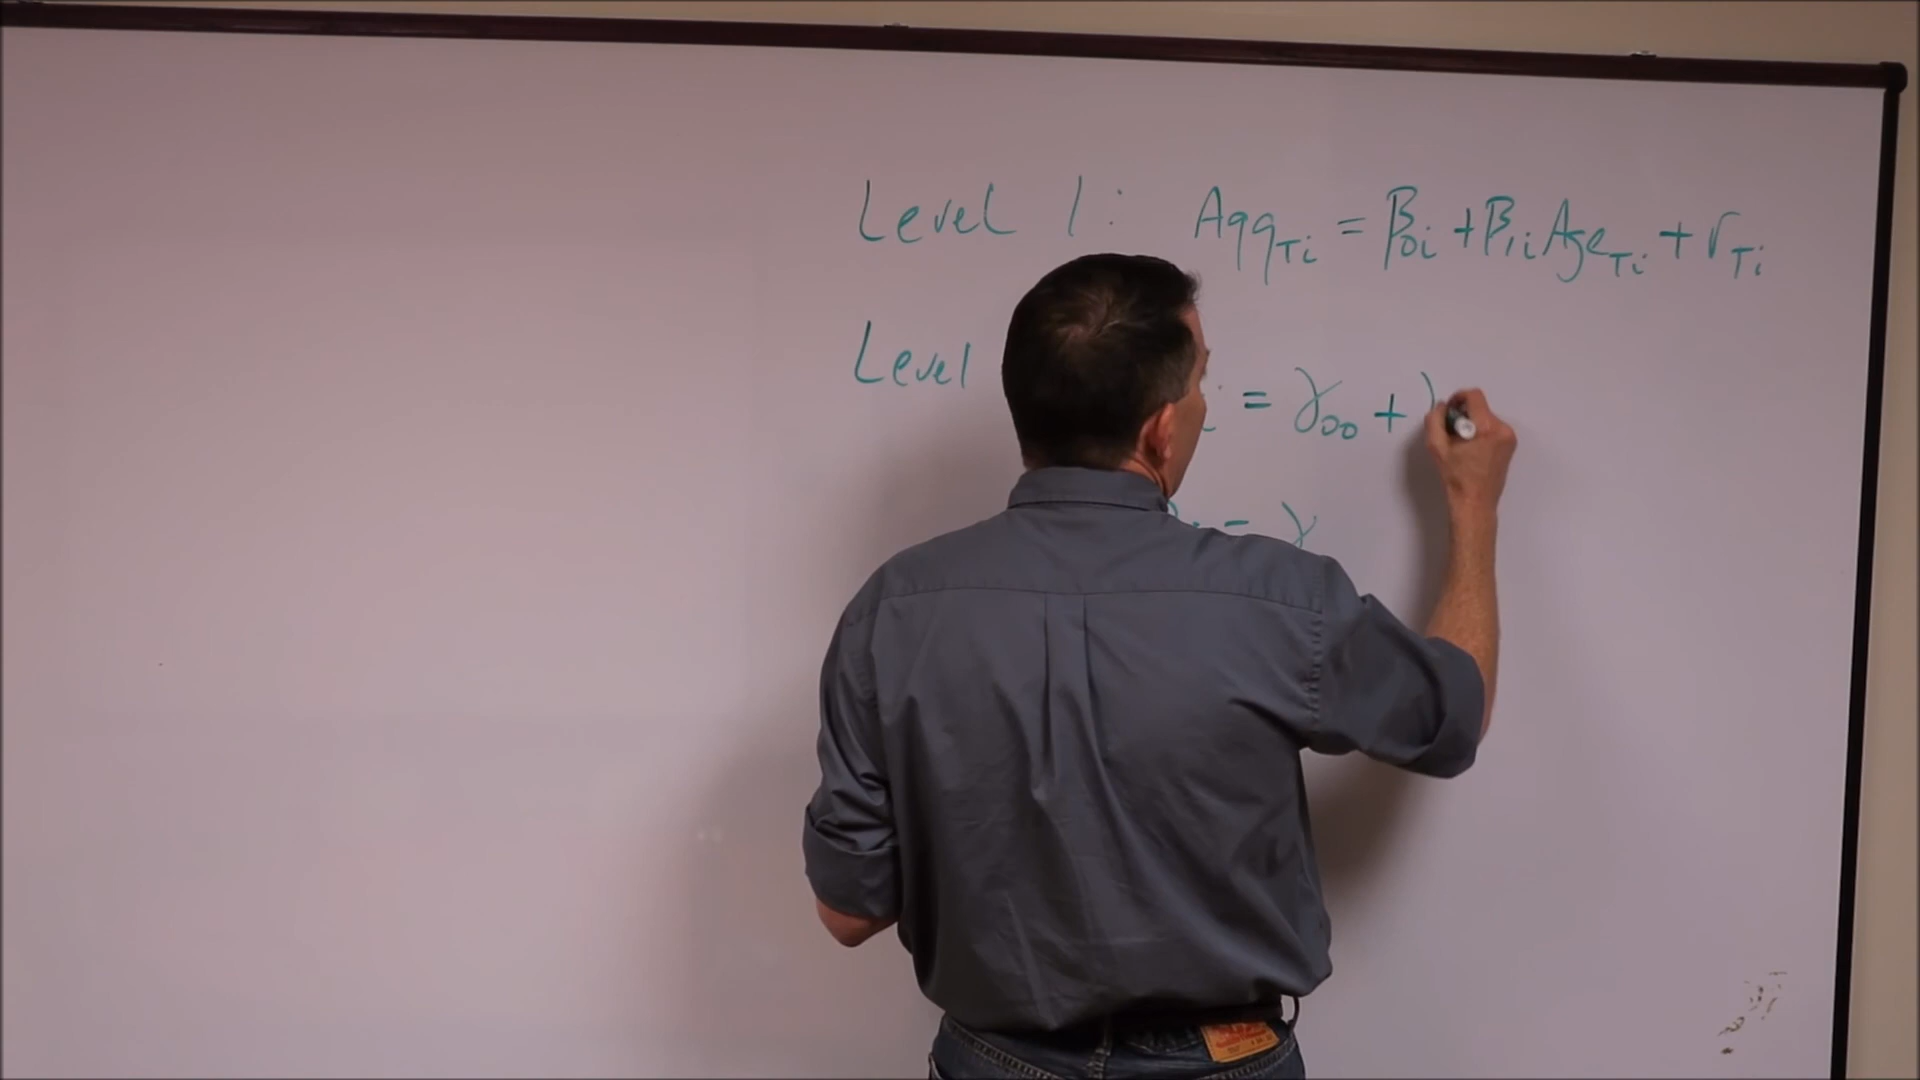 Level 1: Agg_Ti = β_0i + β_1i Age_Ti + r_Ti
Level i = γ_00 +
= γ